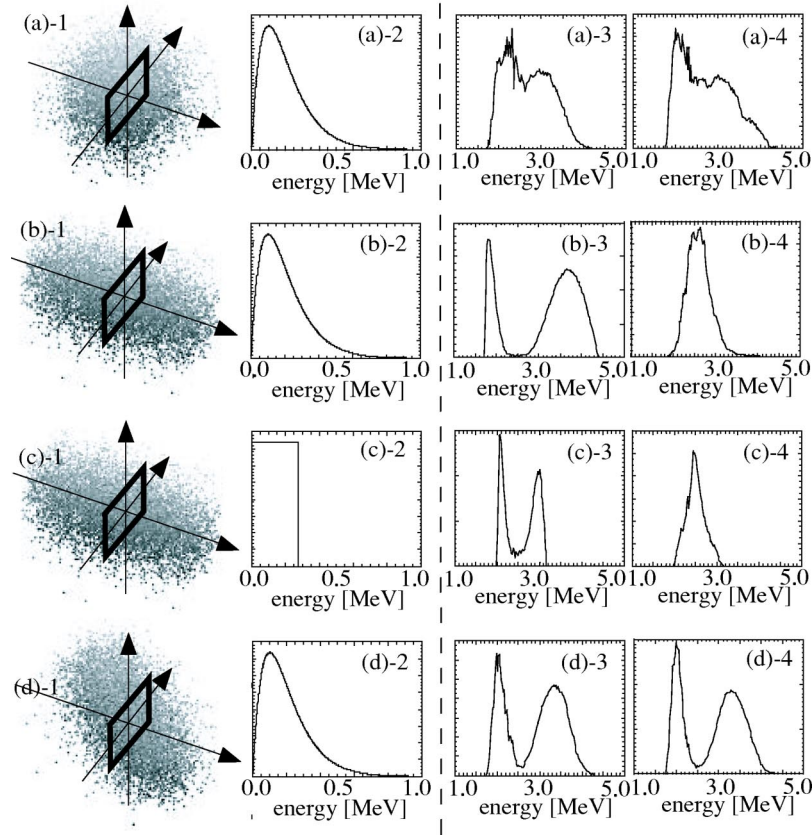 (a)-1
(a)-2
(a)-3
(a)-4
0.0 0.5 1.0
energy [MeV]
1.0 3.0 5.0
energy [MeV]
1.0 3.0 5.0
energy [MeV]
(b)-1
(b)-2
(b)-3
(b)-4
0.0 0.5 1.0
energy [MeV]
1.0 3.0 5.0
energy [MeV]
1.0 3.0 5.0
energy [MeV]
(c)-1
(c)-2
(c)-3
(c)-4
0.0 0.5 1.0
energy [MeV]
1.0 3.0 5.0
energy [MeV]
1.0 3.0 5.0
energy [MeV]
(d)-1
(d)-2
(d)-3
(d)-4
0.0 0.5 1.0
energy [MeV]
1.0 3.0 5.0
energy [MeV]
1.0 3.0 5.0
energy [MeV]